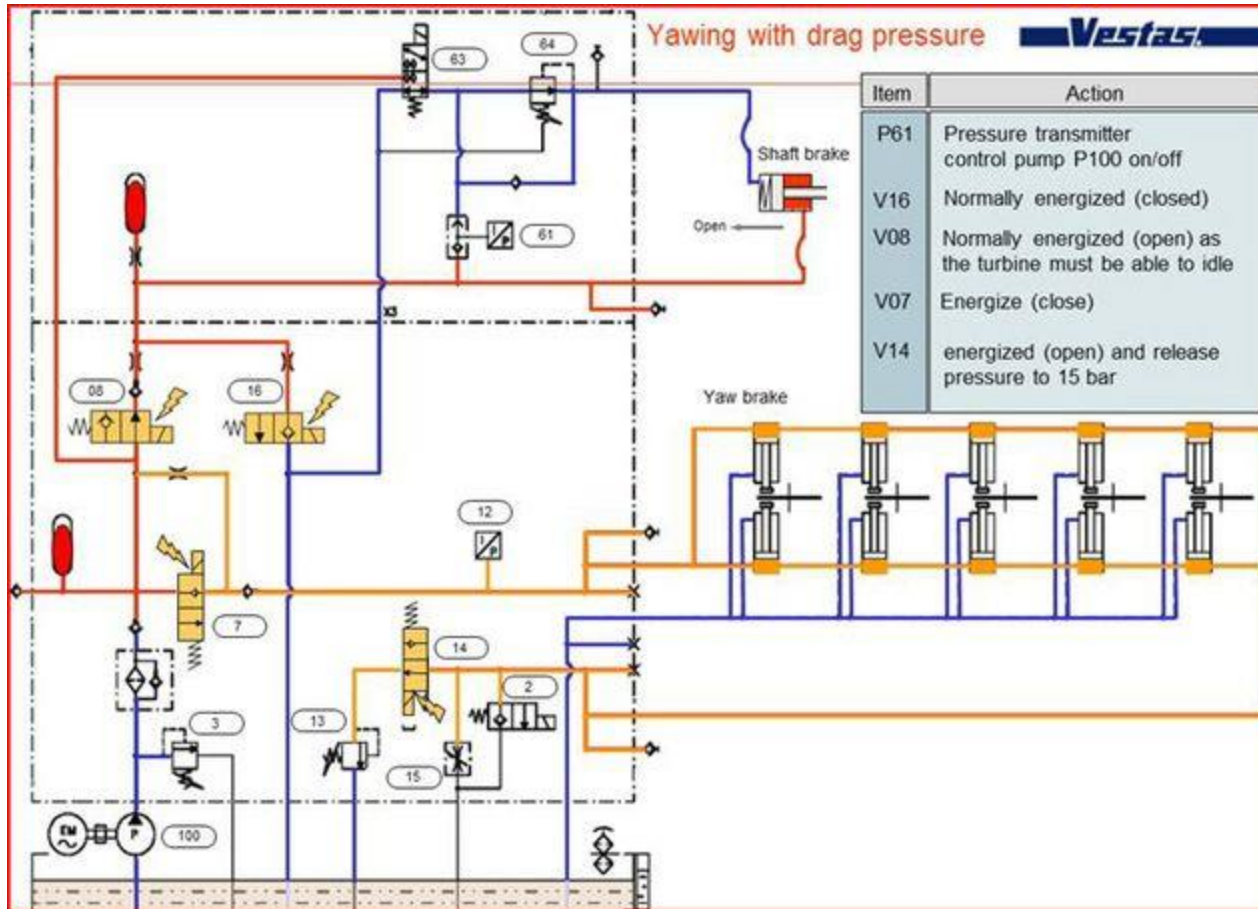 Yawing with drag pressure
Vestas.
63
64
Item
Action
P61
Pressure transmitter
control pump P100 on/off
V16
Normally energized (closed)
V08
Normally energized (open) as
the turbine must be able to idle
V07
Energize (close)
V14
energized (open) and release
pressure to 15 bar
Shaft brake
Open
I
P
61
X3
08
16
Yaw brake
12
I
P
7
14
2
3
13
15
EM
P
100